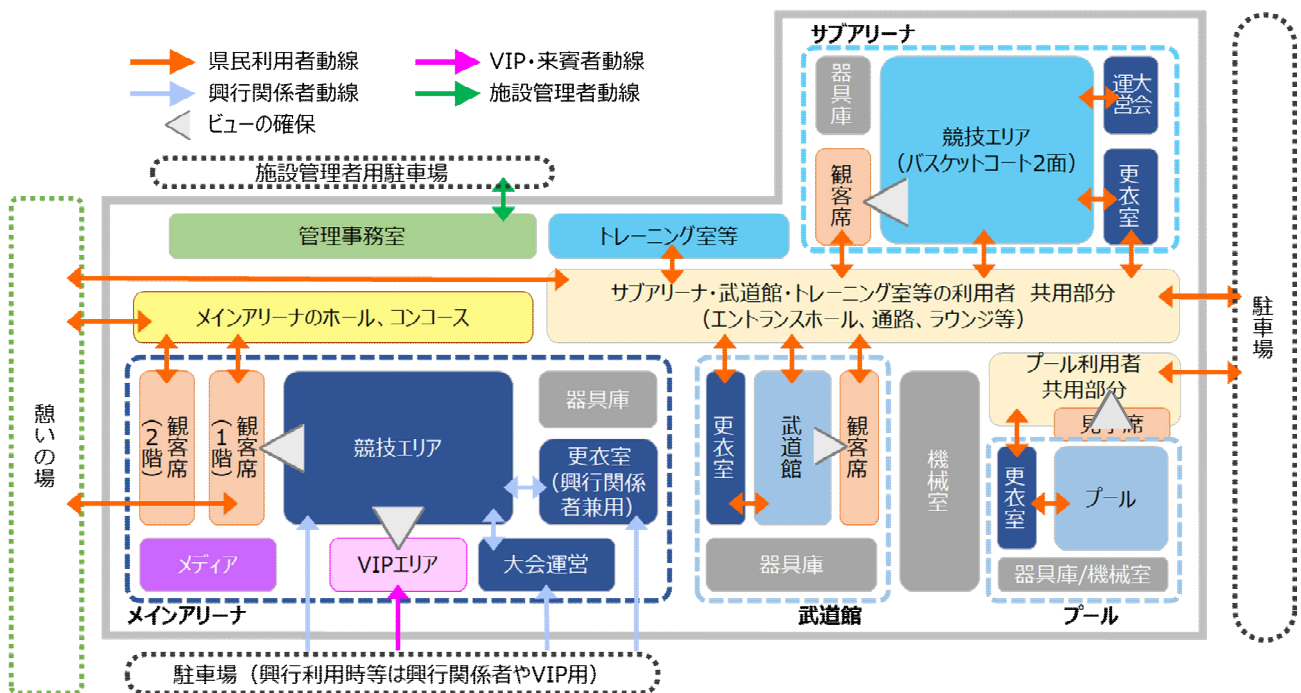 サブアリーナ
県民利用者動線
VIP・来賓者動線
興行関係者動線
施設管理者動線
ビューの確保
施設管理者用駐車場
器具庫
競技エリア
(バスケットコート2面)
大会
運営
観客席
更衣室
管理事務室
トレーニング室等
サブアリーナ・武道館・トレーニング室等の利用者 共用部分
(エントランスホール、通路、ラウンジ等)
メインアリーナのホール、コンコース
駐車場
憩いの場
観客席
(2階)
観客席
(1階)
競技エリア
器具庫
更衣室
(興行関係
者兼用)
メディア
VIPエリア
大会運営
メインアリーナ
更衣室
武道館
観客席
器具庫
武道館
機械室
プール利用者
共用部分
見学席
更衣室
プール
器具庫/機械室
プール
駐車場(興行利用時等は興行関係者やVIP用)